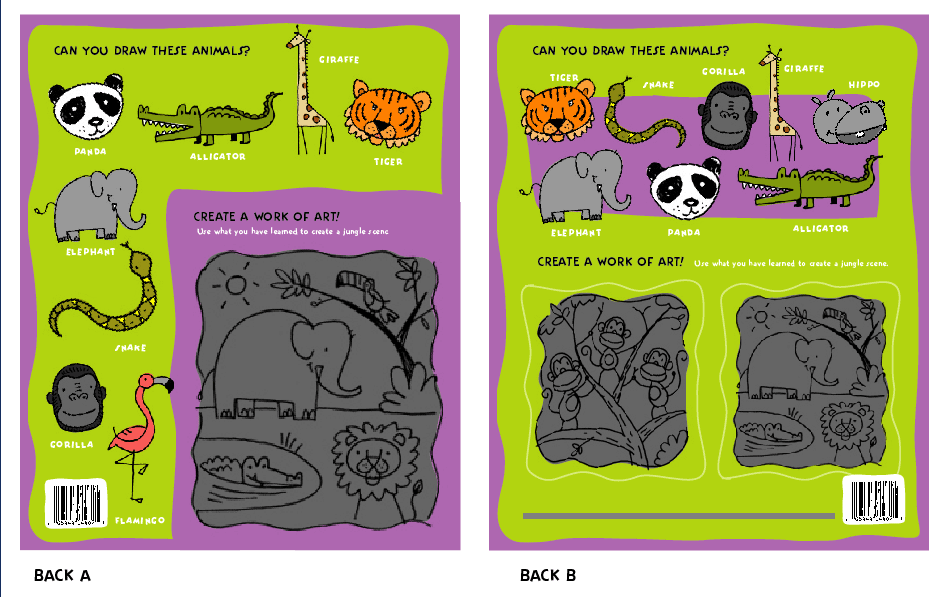 CAN YOU DRAW THESE ANIMALS?
GIRAFFE
PANDA
ALLIGATOR
TIGER
ELEPHANT
CREATE A WORK OF ART!
Use what you have learned to create a jungle scene
SNAKE
GORILLA
FLAMINGO
BACK A
CAN YOU DRAW THESE ANIMALS?
TIGER
SNAKE
GORILLA
GIRAFFE
HIPPO
ELEPHANT
PANDA
ALLIGATOR
CREATE A WORK OF ART! Use what you have learned to create a jungle scene.
BACK B